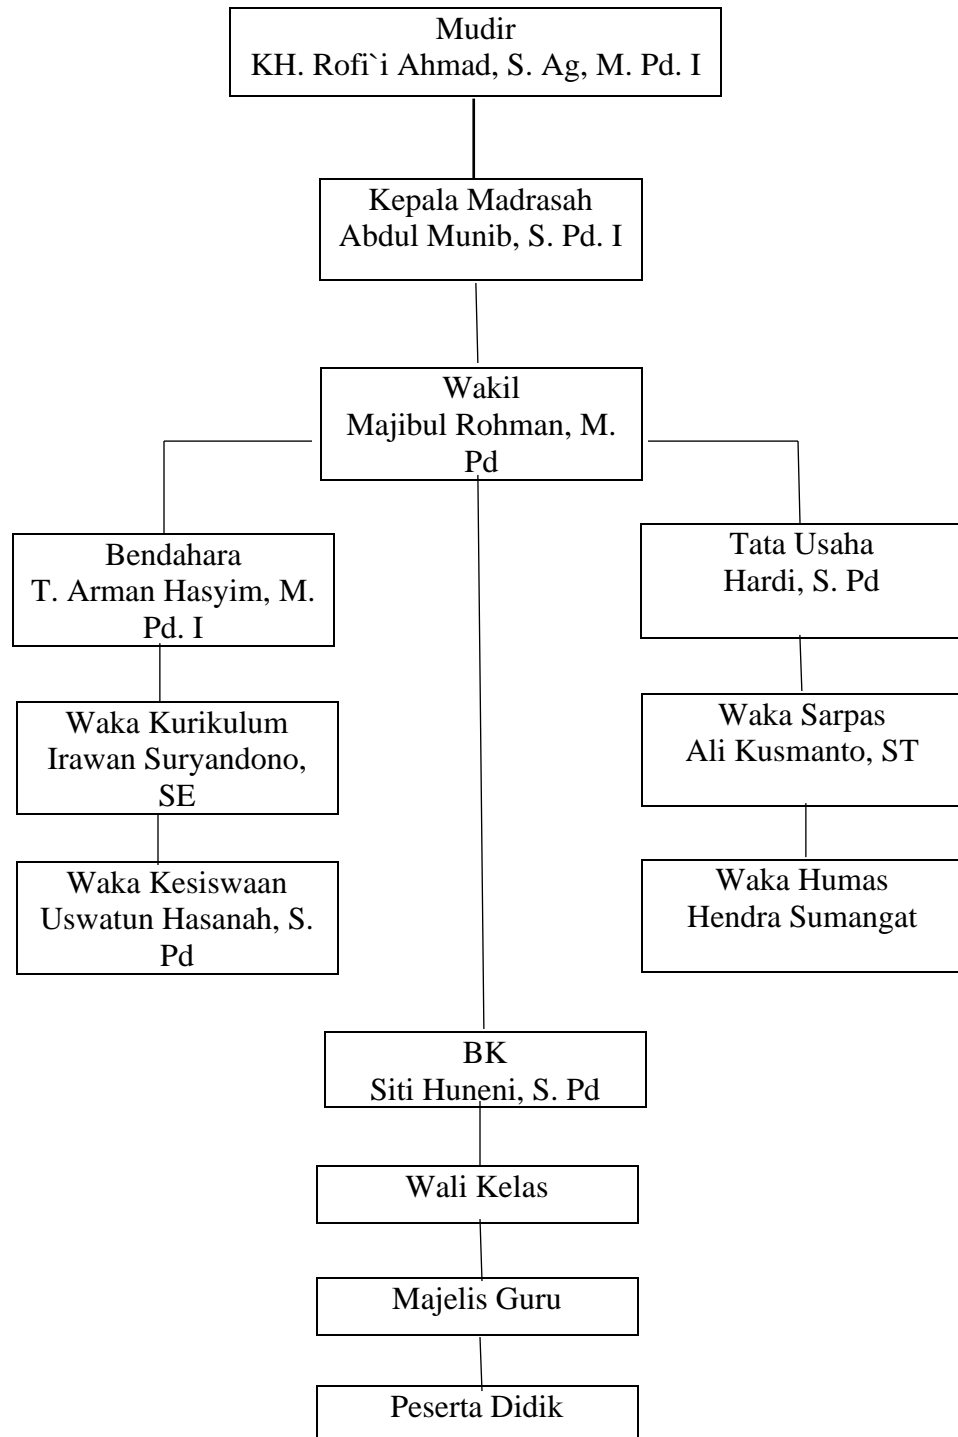 Mudir
KH. Rofi`i Ahmad, S. Ag, M. Pd. I
Kepala Madrasah
Abdul Munib, S. Pd. I
Wakil
Majibul Rohman, M.
Pd
Bendahara
T. Arman Hasyim, M.
Pd. I
Tata Usaha
Hardi, S. Pd
Waka Kurikulum
Irawan Suryandono,
SE
Waka Sarpas
Ali Kusmanto, ST
Waka Kesiswaan
Uswatun Hasanah, S.
Pd
Waka Humas
Hendra Sumangat
BK
Siti Huneni, S. Pd
Wali Kelas
Majelis Guru
Peserta Didik